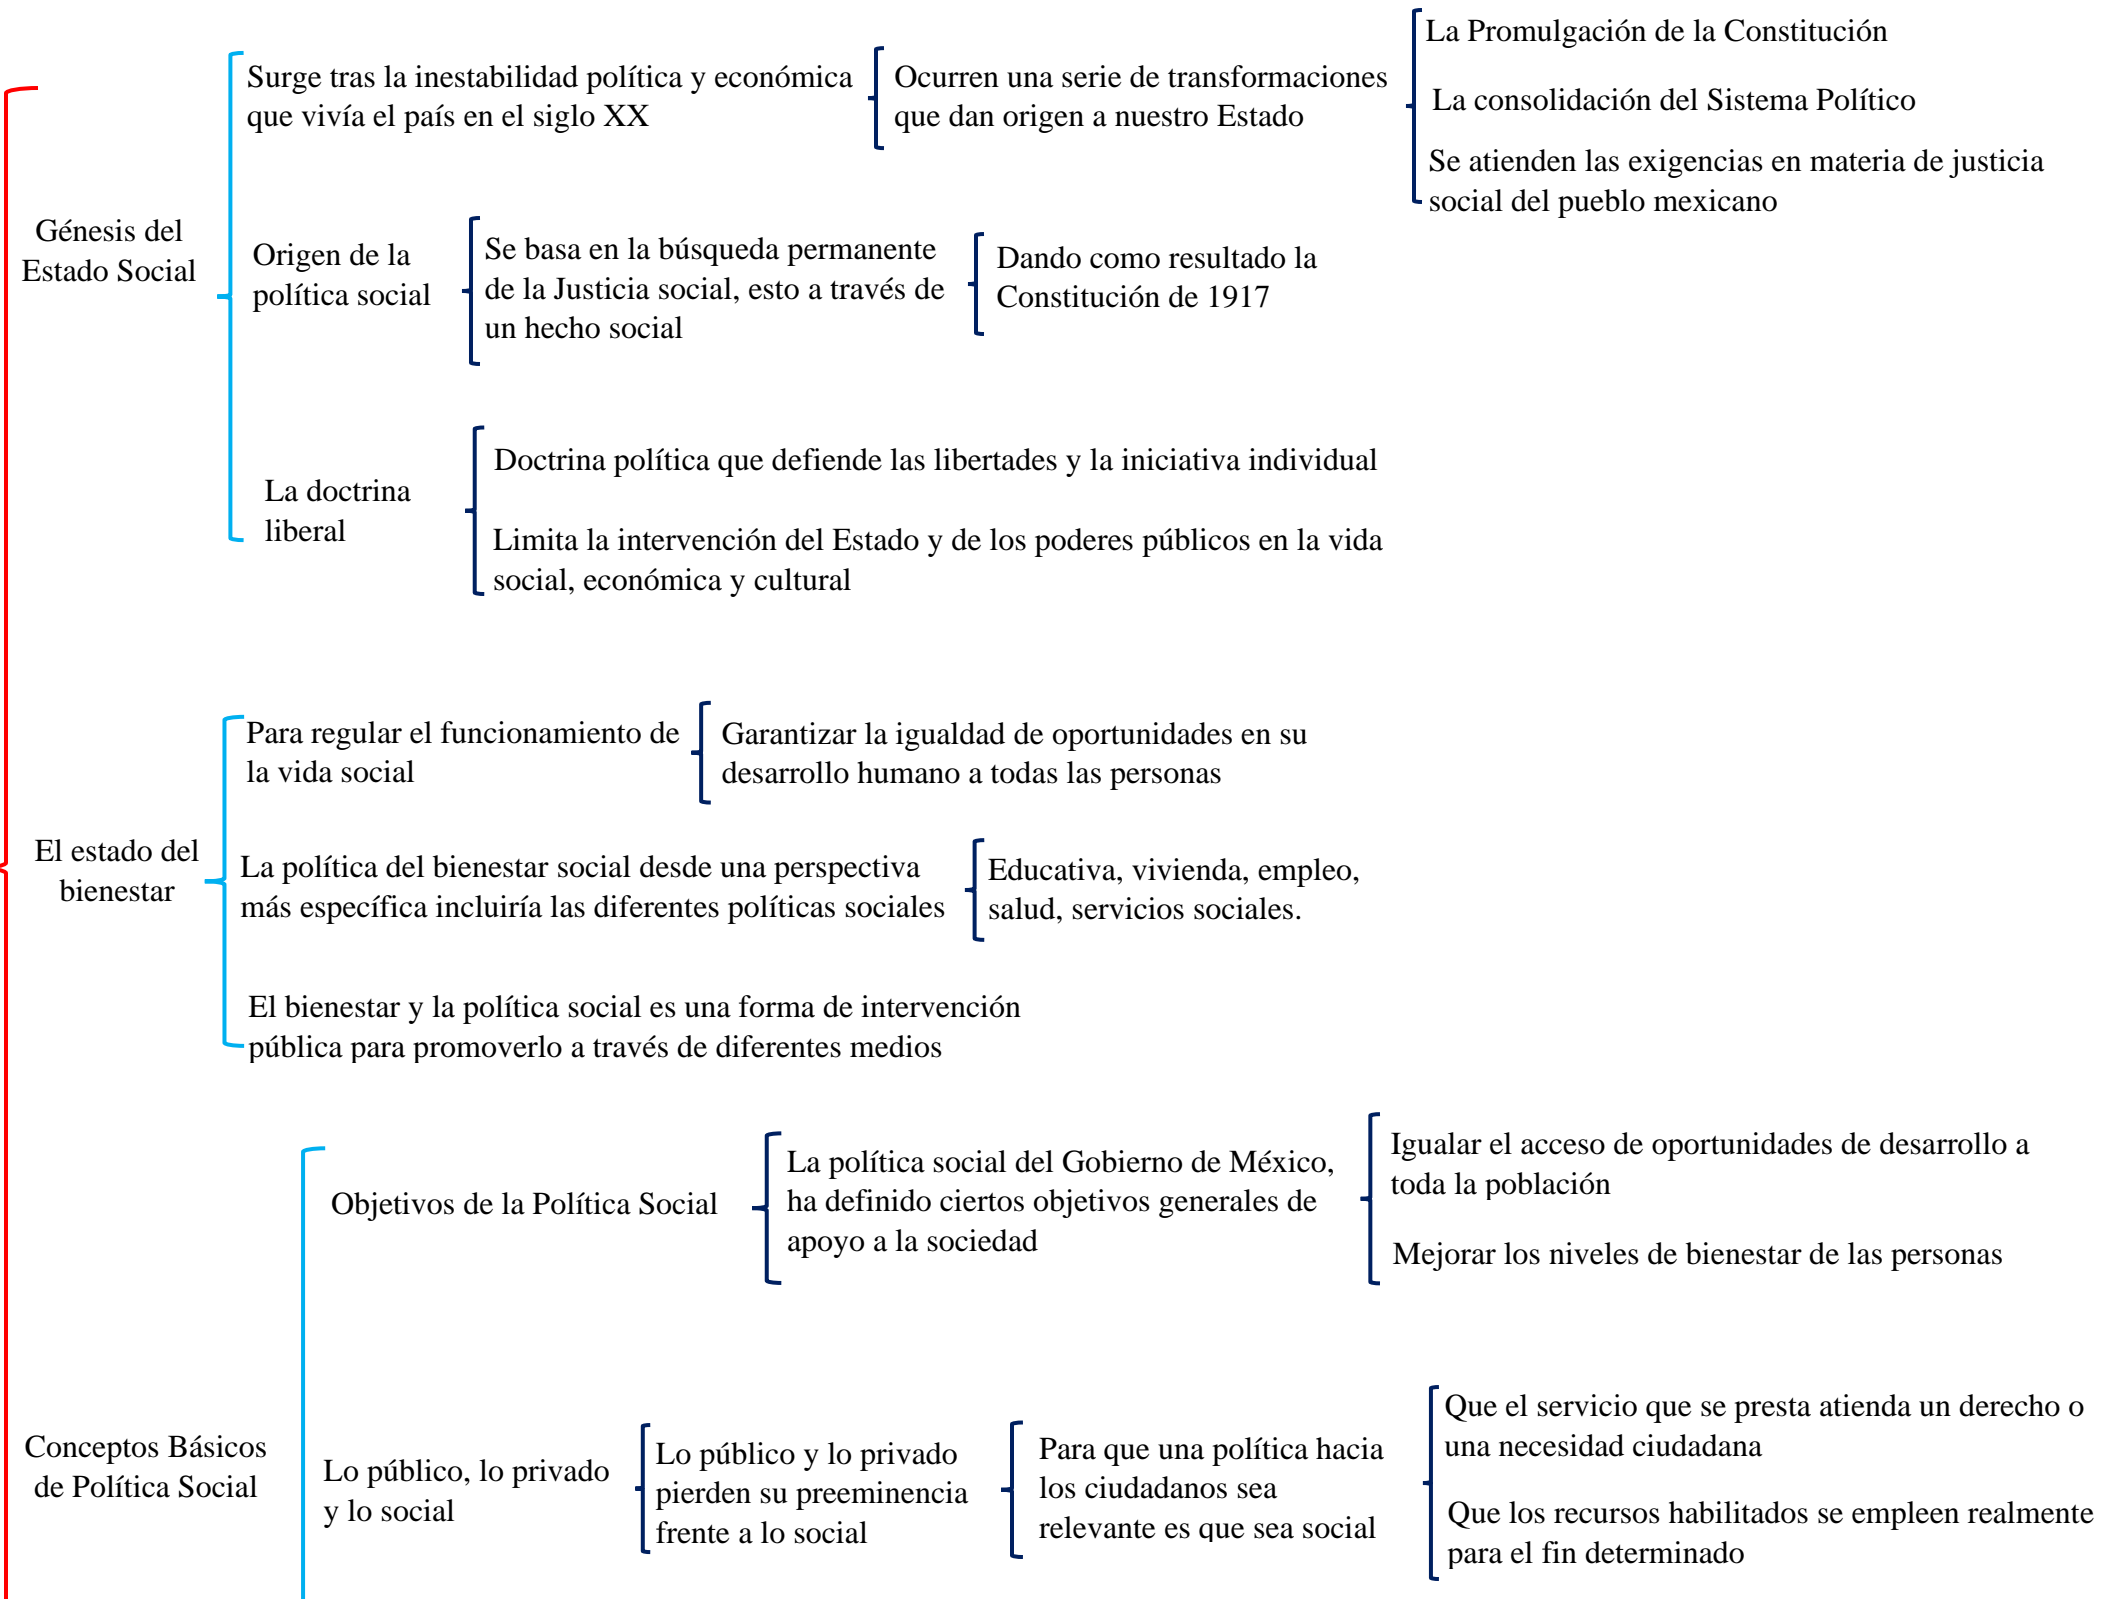 Génesis del
Estado Social
Surge tras la inestabilidad política y económica
que vivía el país en el siglo XX
Ocurren una serie de transformaciones
que dan origen a nuestro Estado
La Promulgación de la Constitución
La consolidación del Sistema Político
Se atienden las exigencias en materia de justicia
social del pueblo mexicano
Origen de la
política social
Se basa en la búsqueda permanente
de la Justicia social, esto a través de
un hecho social
Dando como resultado la
Constitución de 1917
La doctrina
liberal
Doctrina política que defiende las libertades y la iniciativa individual
Limita la intervención del Estado y de los poderes públicos en la vida
social, económica y cultural
El estado del
bienestar
Para regular el funcionamiento de
la vida social
Garantizar la igualdad de oportunidades en su
desarrollo humano a todas las personas
La política del bienestar social desde una perspectiva
más específica incluiría las diferentes políticas sociales
Educativa, vivienda, empleo,
salud, servicios sociales.
El bienestar y la política social es una forma de intervención
pública para promoverlo a través de diferentes medios
Conceptos Básicos
de Política Social
Objetivos de la Política Social
La política social del Gobierno de México,
ha definido ciertos objetivos generales de
apoyo a la sociedad
Igualar el acceso de oportunidades de desarrollo a
toda la población
Mejorar los niveles de bienestar de las personas
Lo público, lo privado
y lo social
Lo público y lo privado
pierden su preeminencia
frente a lo social
Para que una política hacia
los ciudadanos sea
relevante es que sea social
Que el servicio que se presta atienda un derecho o
una necesidad ciudadana
Que los recursos habilitados se empleen realmente
para el fin determinado